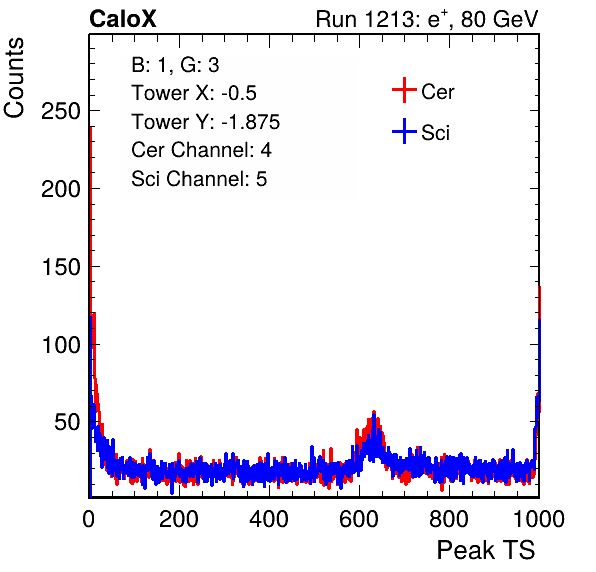 CaloX Run 1213: e⁺, 80 GeV
Counts
B: 1, G: 3
Tower X: -0.5
Tower Y: -1.875
Cer Channel: 4
Sci Channel: 5
Cer
Sci
250
200
150
100
50
0 200 400 600 800 1000
Peak TS